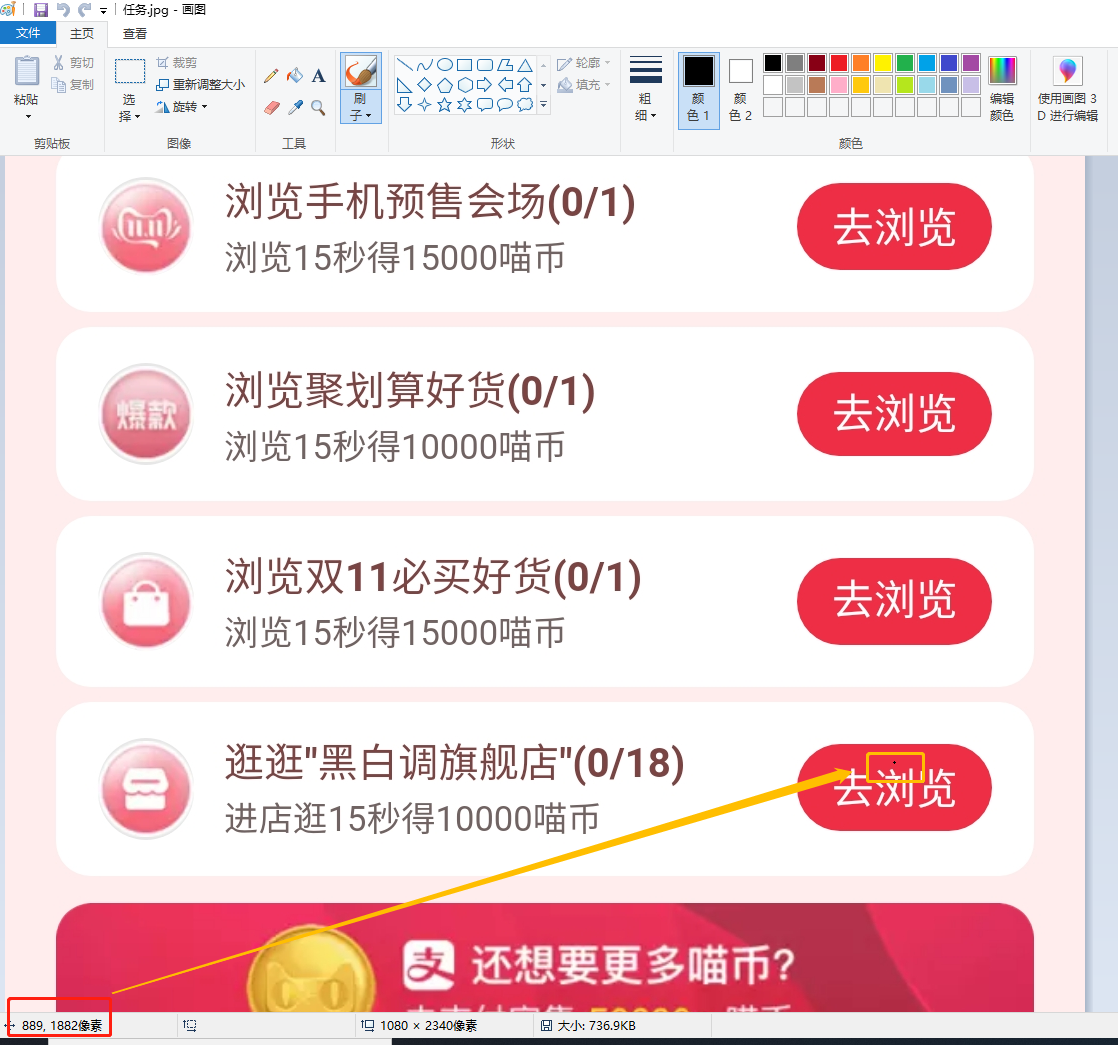 任务.jpg - 画图
文件 主页 查看
粘贴
剪切
复制
剪贴板
选择
裁剪
重新调整大小
旋转
图像
A
工具
刷子
形状
轮廓
填充
粗细
颜色 1
颜色 2
颜色
编辑颜色
使用画图 3D 进行编辑
11.11
浏览手机预售会场(0/1)
浏览15秒得15000喵币
去浏览
爆款
浏览聚划算好货(0/1)
浏览15秒得10000喵币
去浏览
浏览双11必买好货(0/1)
浏览15秒得15000喵币
去浏览
逛逛"黑白调旗舰店"(0/18)
进店逛15秒得10000喵币
去浏览
支 还想要更多喵币?
889, 1882像素
1080 × 2340像素
大小: 736.9KB